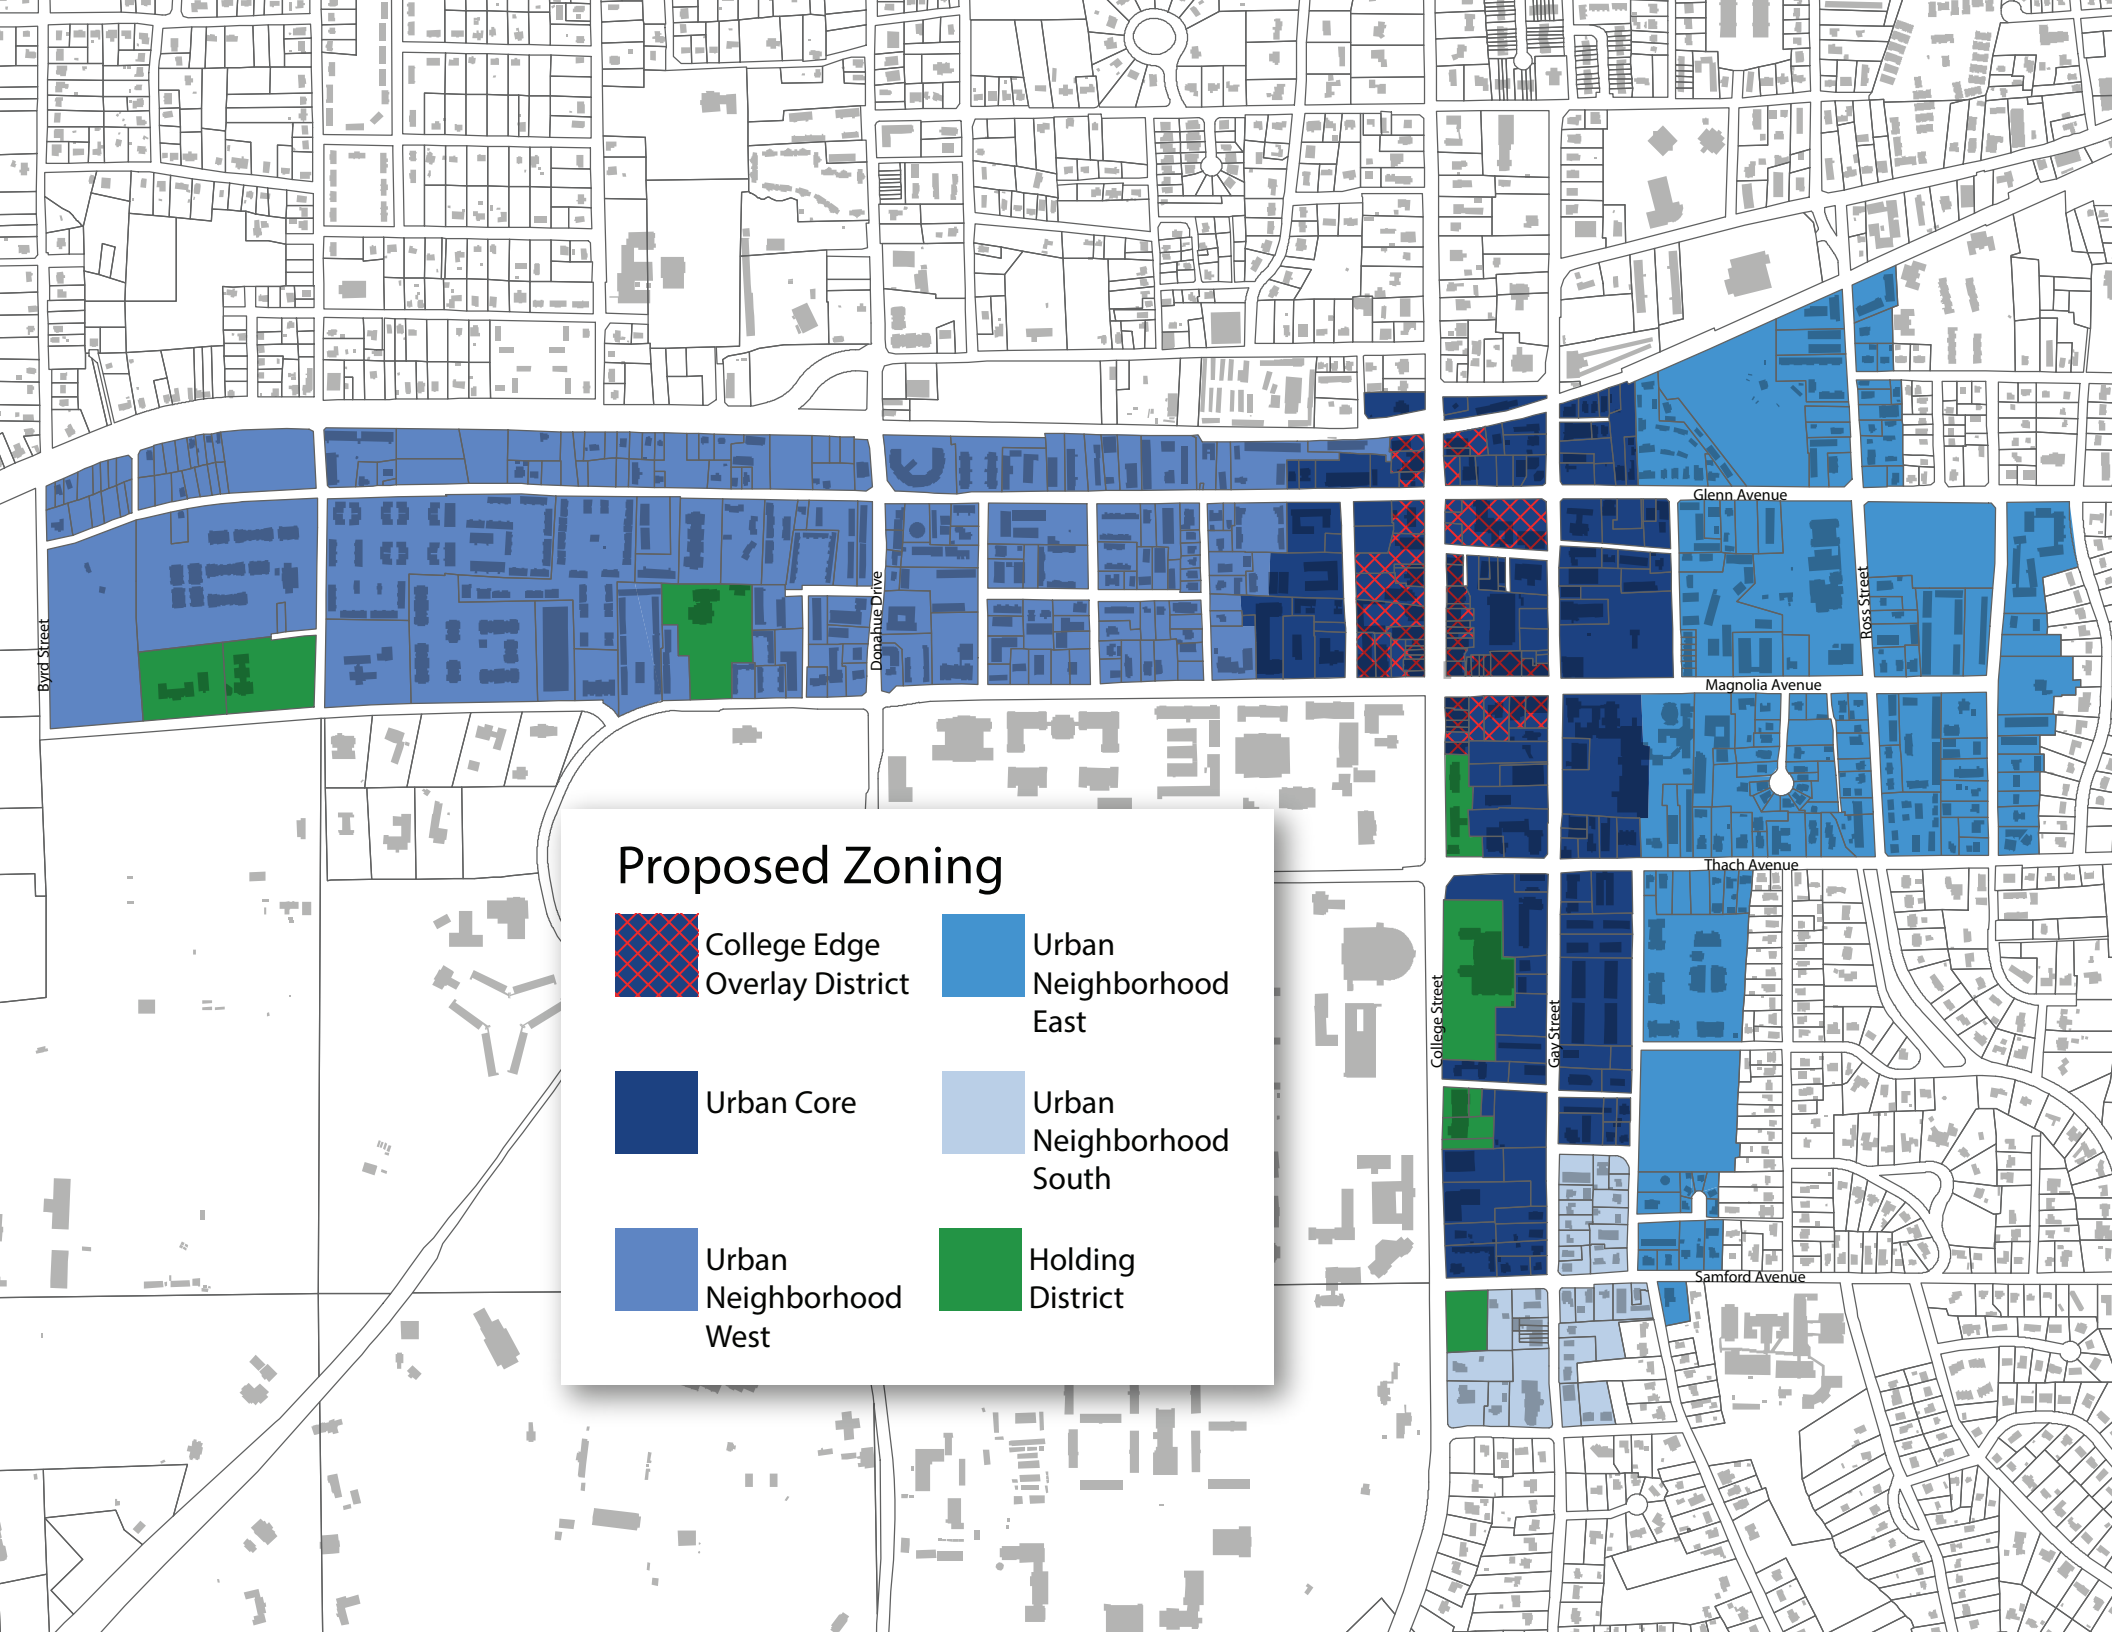 Glenn Avenue
Byrd Street
Donahue Drive
Ross Street
Magnolia Avenue
Thach Avenue
Proposed Zoning
College Edge
Overlay District
Urban
Neighborhood
East
Urban Core
Urban
Neighborhood
South
Urban
Neighborhood
West
Holding
District
College Street
Gay Street
Samford Avenue